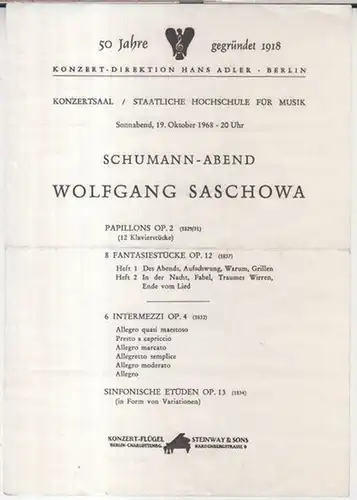 50 Jahre gegründet 1918
KONZERT-DIREKTION HANS ADLER · BERLIN
KONZERTSAAL / STAATLICHE HOCHSCHULE FÜR MUSIK
Sonnabend, 19. Oktober 1968 - 20 Uhr
SCHUMANN-ABEND
WOLFGANG SASCHOWA
PAPILLONS OP. 2 (1829/31)
(12 Klavierstücke)
8 FANTASIESTÜCKE OP. 12 (1837)
Heft 1 Des Abends, Aufschwung, Warum, Grillen
Heft 2 In der Nacht, Fabel, Traumes Wirren,
Ende vom Lied
6 INTERMEZZI OP. 4 (1832)
Allegro quasi maestoso
Presto a capriccio
Allegro marcato
Allegretto semplice
Allegro moderato
Allegro
SINFONISCHE ETÜDEN OP. 13 (1834)
(in Form von Variationen)
KONZERT-FLÜGEL STEINWAY & SONS
BERLIN-CHARLOTTENBG. HARDENBERGSTRASSE 9